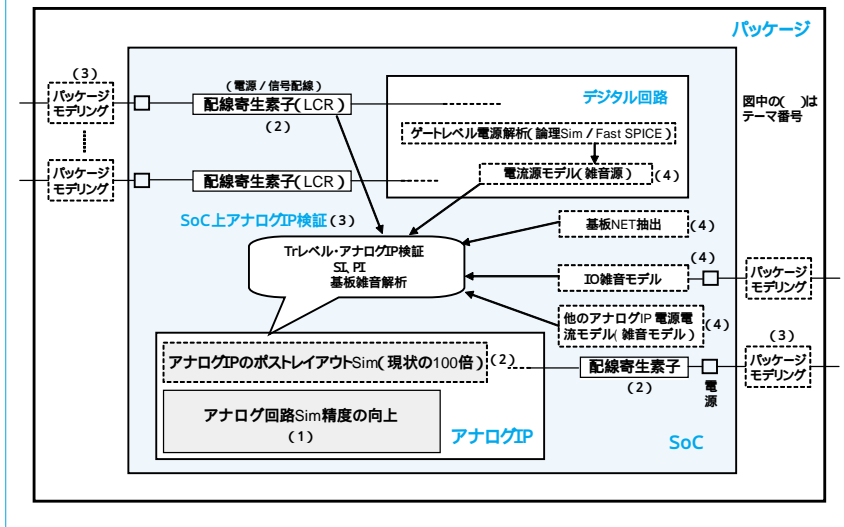 パッケージ
(3)
パッケージ
モデリング
(電源/信号配線)
配線寄生素子(LCR)
(2)
デジタル回路
図中の( )は
テーマ番号
ゲートレベル電源解析(論理Sim/Fast SPICE)
パッケージ
モデリング
配線寄生素子(LCR)
電流源モデル(雑音源)
(4)
SoC上アナログIP検証(3)
基板NET抽出
(4)
Trレベル・アナログIP検証
SI、PI
基板雑音解析
(4)
IO雑音モデル
パッケージ
モデリング
他のアナログIP電源電
流モデル(雑音モデル)
(4)
(3)
アナログIPのポストレイアウトSim(現状の100倍)
(2)
配線寄生素子
(2)
電
源
パッケージ
モデリング
アナログ回路Sim精度の向上
(1)
アナログIP
SoC